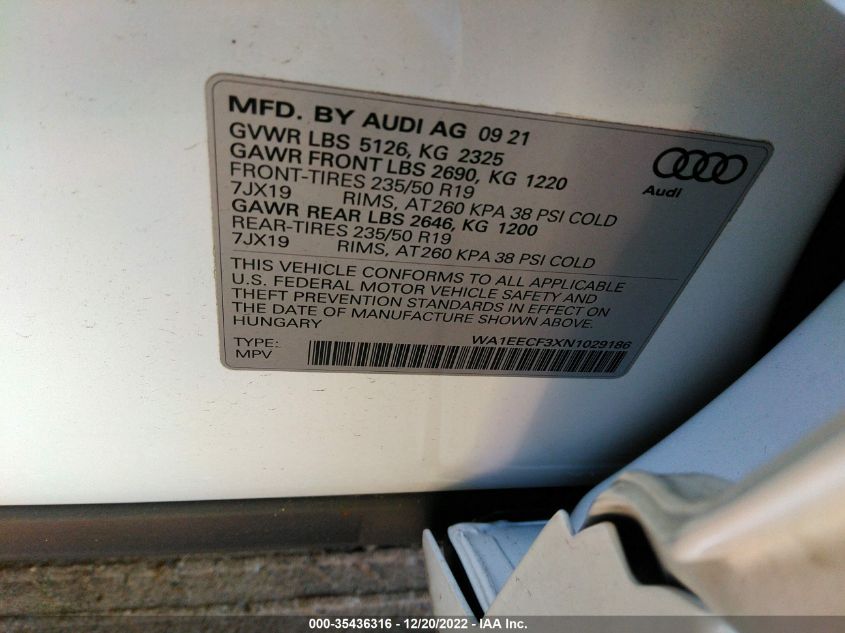 MFD. BY AUDI AG 09 21
GVWR LBS 5126, KG 2325
GAWR FRONT LBS 2690, KG 1220
FRONT-TIRES 235/50 R19
7JX19 RIMS, AT260 KPA 38 PSI COLD
GAWR REAR LBS 2646, KG 1200
REAR-TIRES 235/50 R19
7JX19 RIMS, AT260 KPA 38 PSI COLD
Audi
THIS VEHICLE CONFORMS TO ALL APPLICABLE
U.S. FEDERAL MOTOR VEHICLE SAFETY AND
THEFT PREVENTION STANDARDS IN EFFECT ON
THE DATE OF MANUFACTURE SHOWN ABOVE.
HUNGARY
TYPE: WA1EECF3XN1029186
MPV
000-35436316 - 12/20/2022 - IAA Inc.